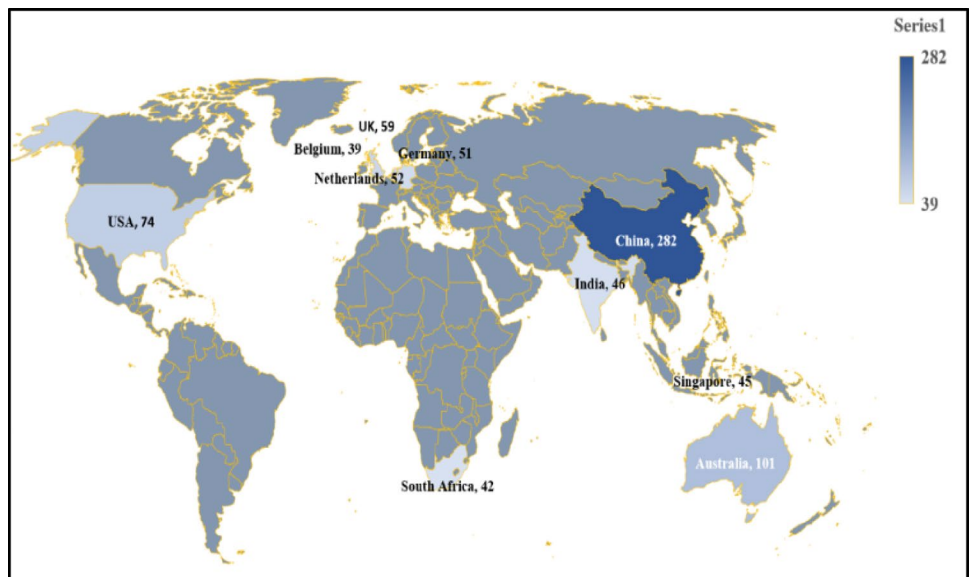 Series1
282
39
UK, 59
Belgium, 39
Germany, 51
Netherlands, 52
USA, 74
China, 282
India, 46
Singapore, 45
Australia, 101
South Africa, 42